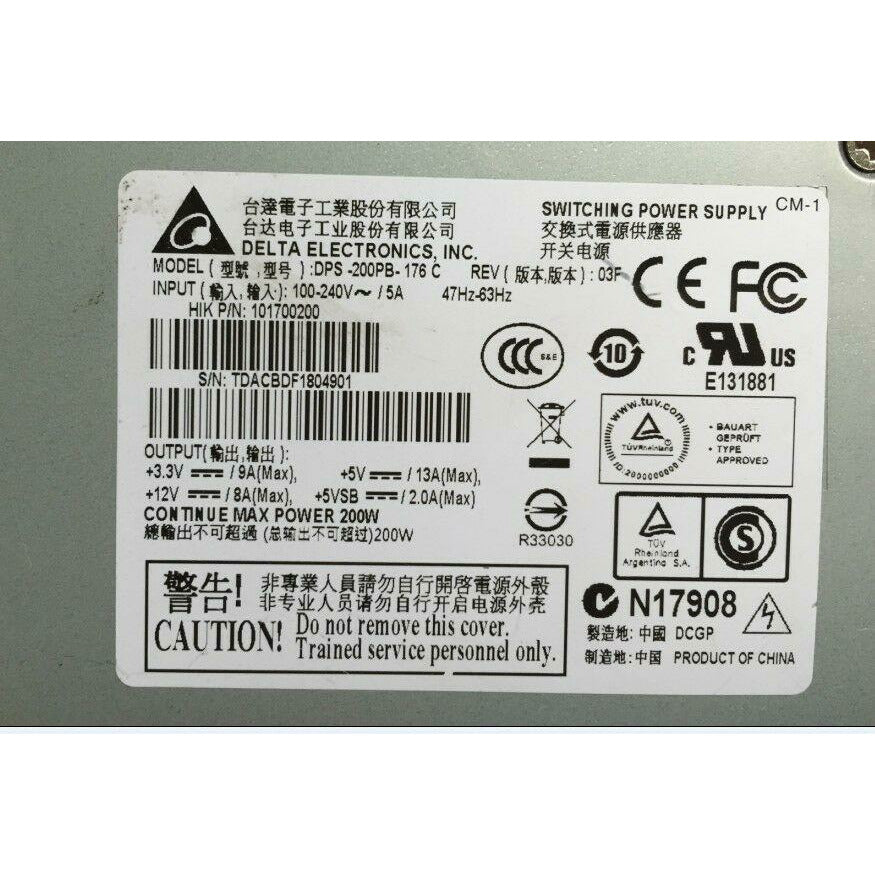 台達電子工業股份有限公司
台达电子工业股份有限公司
DELTA ELECTRONICS, INC.
SWITCHING POWER SUPPLY CM-1
交換式電源供應器
开关电源
MODEL ( 型號 ,型号 ) :DPS -200PB- 176 C REV ( 版本,版本) : 03F
INPUT ( 輸入, 输入): 100-240V～ / 5A 47Hz-63Hz
HIK P/N: 101700200
S/N: TDACBDF1804901
CE FC
CCC S&E
10
c RU US
E131881
www.tuv.com
TÜVRheinland
ID:2000000000
• BAUART
GEPRÜFT
• TYPE
APPROVED
OUTPUT( 輸出, 输出 ):
+3.3V / 9A(Max), +5V / 13A(Max),
+12V / 8A(Max), +5VSB / 2.0A(Max)
CONTINUE MAX POWER 200W
總輸出不可超過 (总输出不可超过)200W
R33030
TÜV
Rheinland
Argentina S.A.
S
警告!
非專業人員請勿自行開啓電源外殼
非专业人员请勿自行开启电源外壳
CAUTION!
Do not remove this cover.
Trained service personnel only.
N17908
製造地: 中國 DCGP
制造地: 中国 PRODUCT OF CHINA